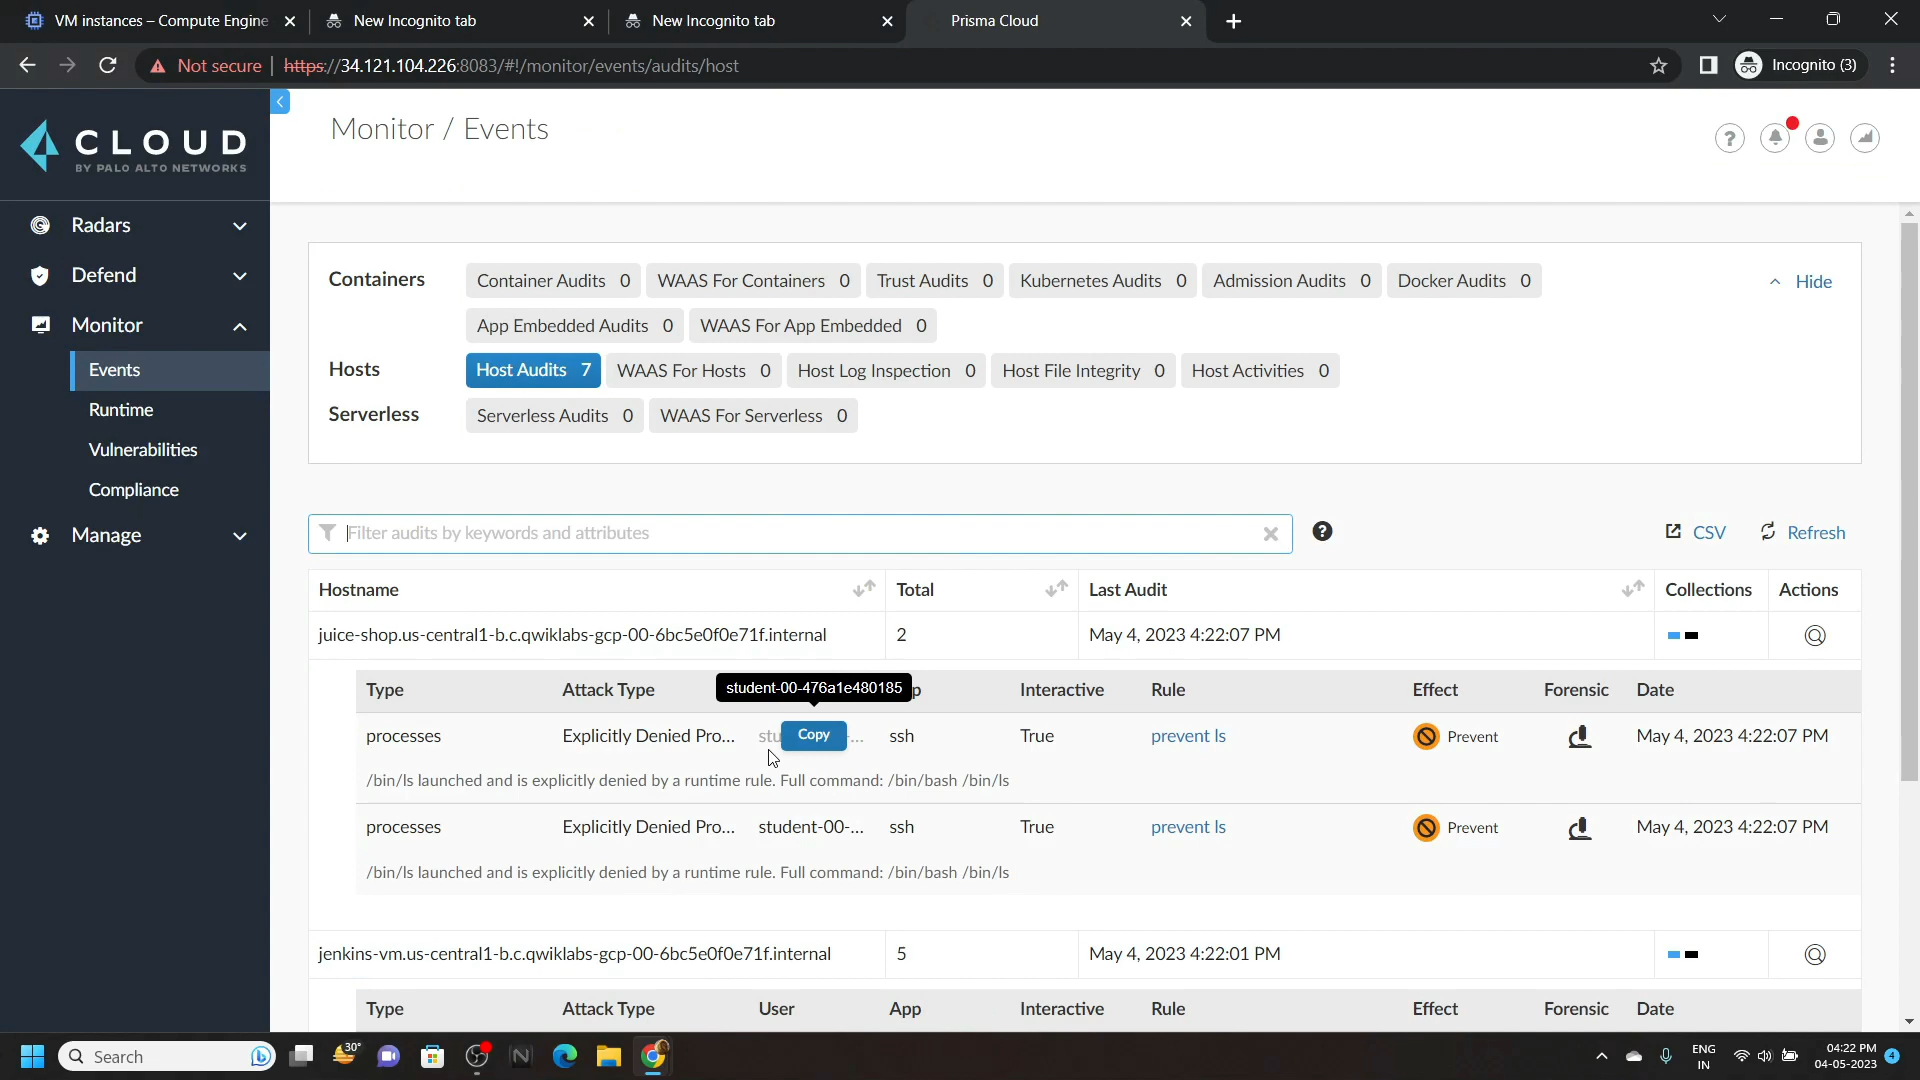 VM instances – Compute Engine
New Incognito tab
New Incognito tab
Prisma Cloud
Not secure
https://34.121.104.226:8083/#!/monitor/events/audits/host
Incognito (3)
CLOUD
BY PALO ALTO NETWORKS
Monitor / Events
Radars
Defend
Monitor
Events
Runtime
Vulnerabilities
Compliance
Manage
Containers
Container Audits 0
WAAS For Containers 0
Trust Audits 0
Kubernetes Audits 0
Admission Audits 0
Docker Audits 0
Hide
App Embedded Audits 0
WAAS For App Embedded 0
Hosts
Host Audits 7
WAAS For Hosts 0
Host Log Inspection 0
Host File Integrity 0
Host Activities 0
Serverless
Serverless Audits 0
WAAS For Serverless 0
Filter audits by keywords and attributes
CSV
Refresh
Hostname Total Last Audit Collections Actions
juice-shop.us-central1-b.c.qwiklabs-gcp-00-6bc5e0f0e71f.internal 2 May 4, 2023 4:22:07 PM
Type Attack Type Interactive Rule Effect Forensic Date
student-00-476a1e480185
processes Explicitly Denied Pro... ssh True prevent ls Prevent May 4, 2023 4:22:07 PM
Copy
/bin/ls launched and is explicitly denied by a runtime rule. Full command: /bin/bash /bin/ls
processes Explicitly Denied Pro... student-00-... ssh True prevent ls Prevent May 4, 2023 4:22:07 PM
/bin/ls launched and is explicitly denied by a runtime rule. Full command: /bin/bash /bin/ls
jenkins-vm.us-central1-b.c.qwiklabs-gcp-00-6bc5e0f0e71f.internal 5 May 4, 2023 4:22:01 PM
Type Attack Type User App Interactive Rule Effect Forensic Date
Search
30°
ENG
IN
04:22 PM
04-05-2023
4